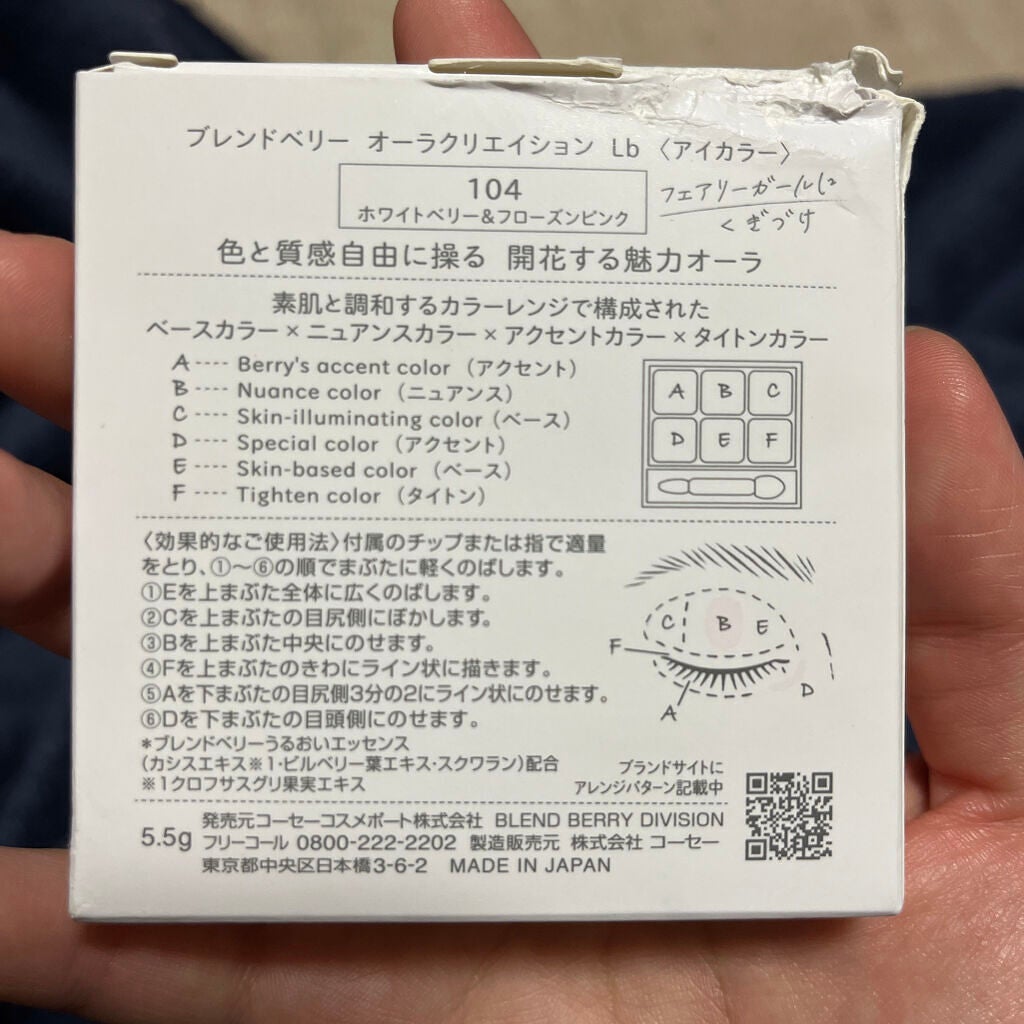 ブレンドベリー オーラクリエイション Lb 〈アイカラー〉
104
ホワイトベリー&フローズンピンク
フェアリーガールに
くぎづけ
色と質感自由に操る 開花する魅力オーラ
素肌と調和するカラーレンジで構成された
ベースカラー×ニュアンスカラー×アクセントカラー×タイトンカラー
A ---- Berry's accent color (アクセント)
B ---- Nuance color (ニュアンス)
C ---- Skin-illuminating color (ベース)
D ---- Special color (アクセント)
E ---- Skin-based color (ベース)
F ---- Tighten color (タイトン)
A B C
D E F
〈効果的なご使用法〉付属のチップまたは指で適量
をとり、①〜⑥の順でまぶたに軽くのばします。
①Eを上まぶた全体に広くのばします。
②Cを上まぶたの目尻側にぼかします。
③Bを上まぶた中央にのせます。
④Fを上まぶたのきわにライン状に描きます。
⑤Aを下まぶたの目尻側3分の2にライン状にのせます。
⑥Dを下まぶたの目頭側にのせます。
C B E
F
D
A
*ブレンドベリーうるおいエッセンス
(カシスエキス※1・ビルベリー葉エキス・スクワラン)配合
※1クロフサスグリ果実エキス
ブランドサイトに
アレンジパターン記載中
5.5g
発売元コーセーコスメポート株式会社 BLEND BERRY DIVISION
フリーコール 0800-222-2202 製造販売元 株式会社 コーセー
東京都中央区日本橋3-6-2 MADE IN JAPAN